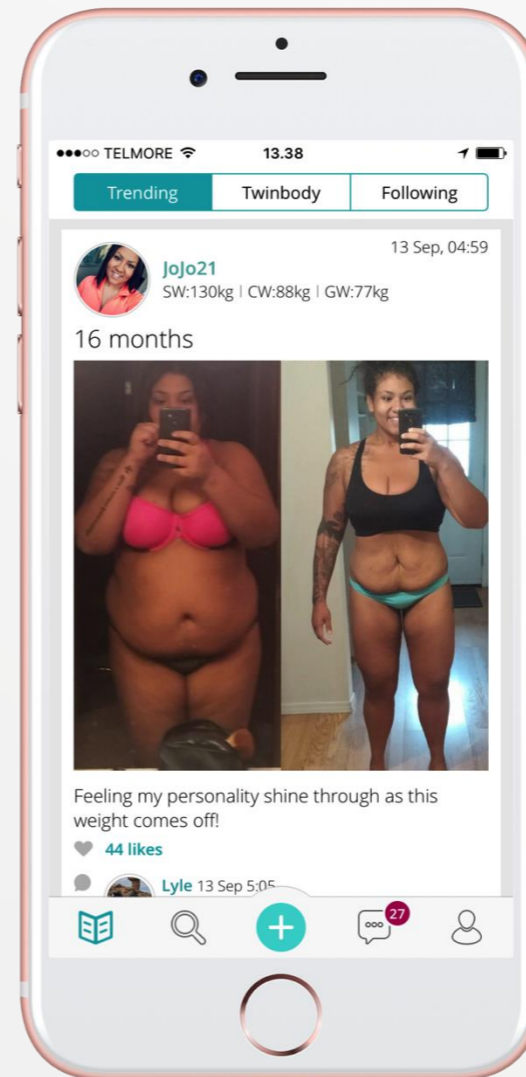 TELMORE 13.38
Trending Twinbody Following
13 Sep, 04:59
JoJo21
SW:130kg | CW:88kg | GW:77kg
16 months
Feeling my personality shine through as this
weight comes off!
44 likes
Lyle 13 Sep 5:05
27